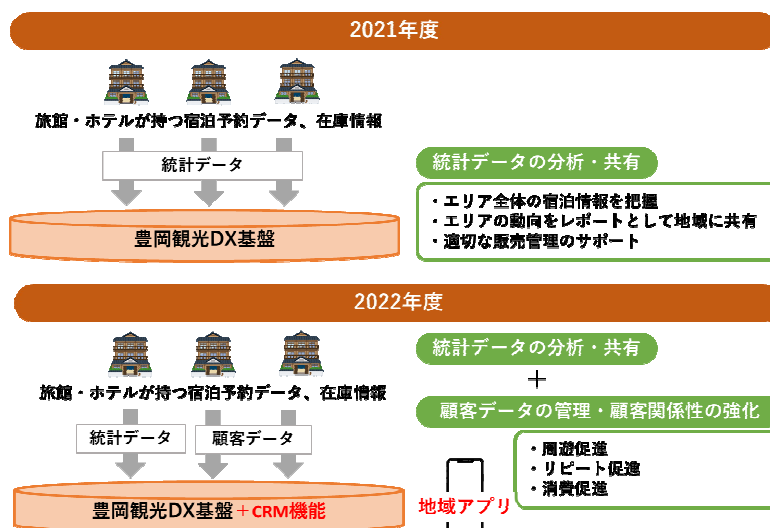 2021年度
旅館・ホテルが持つ宿泊予約データ、在庫情報
統計データ
豊岡観光DX基盤
統計データの分析・共有
・エリア全体の宿泊情報を把握
・エリアの動向をレポートとして地域に共有
・適切な販売管理のサポート
2022年度
旅館・ホテルが持つ宿泊予約データ、在庫情報
統計データ 顧客データ
豊岡観光DX基盤+CRM機能
統計データの分析・共有
+
顧客データの管理・顧客関係性の強化
・周遊促進
・リピート促進
・消費促進
地域アプリ